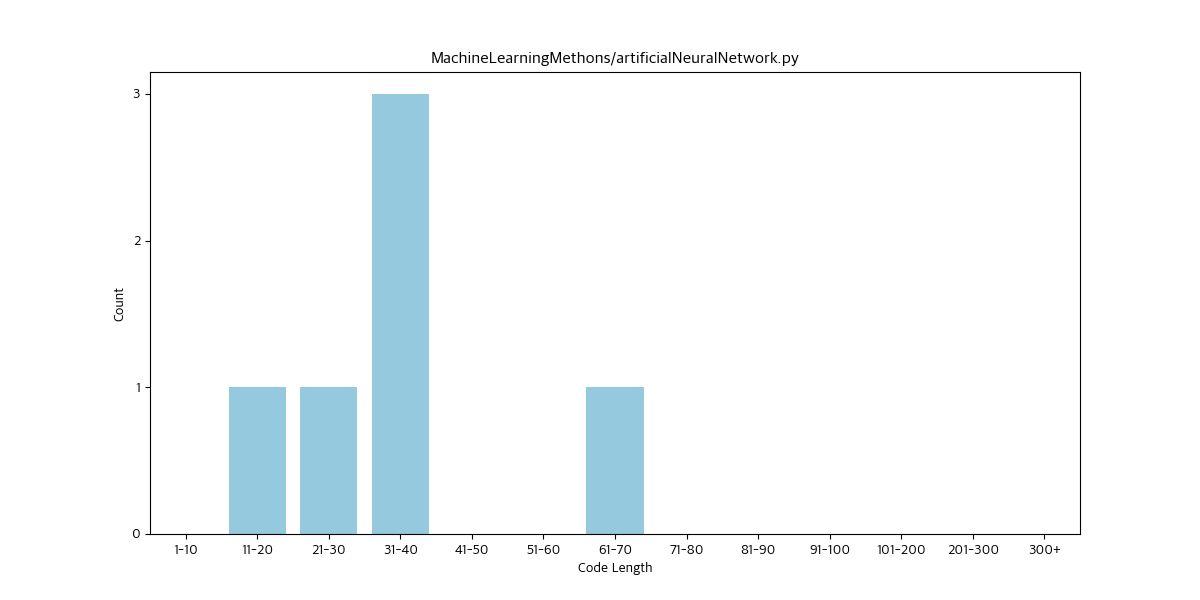 MachineLearningMethons/artificialNeuralNetwork.py
3
2
1
0
Count
1-10 11-20 21-30 31-40 41-50 51-60 61-70 71-80 81-90 91-100 101-200 201-300 300+
Code Length